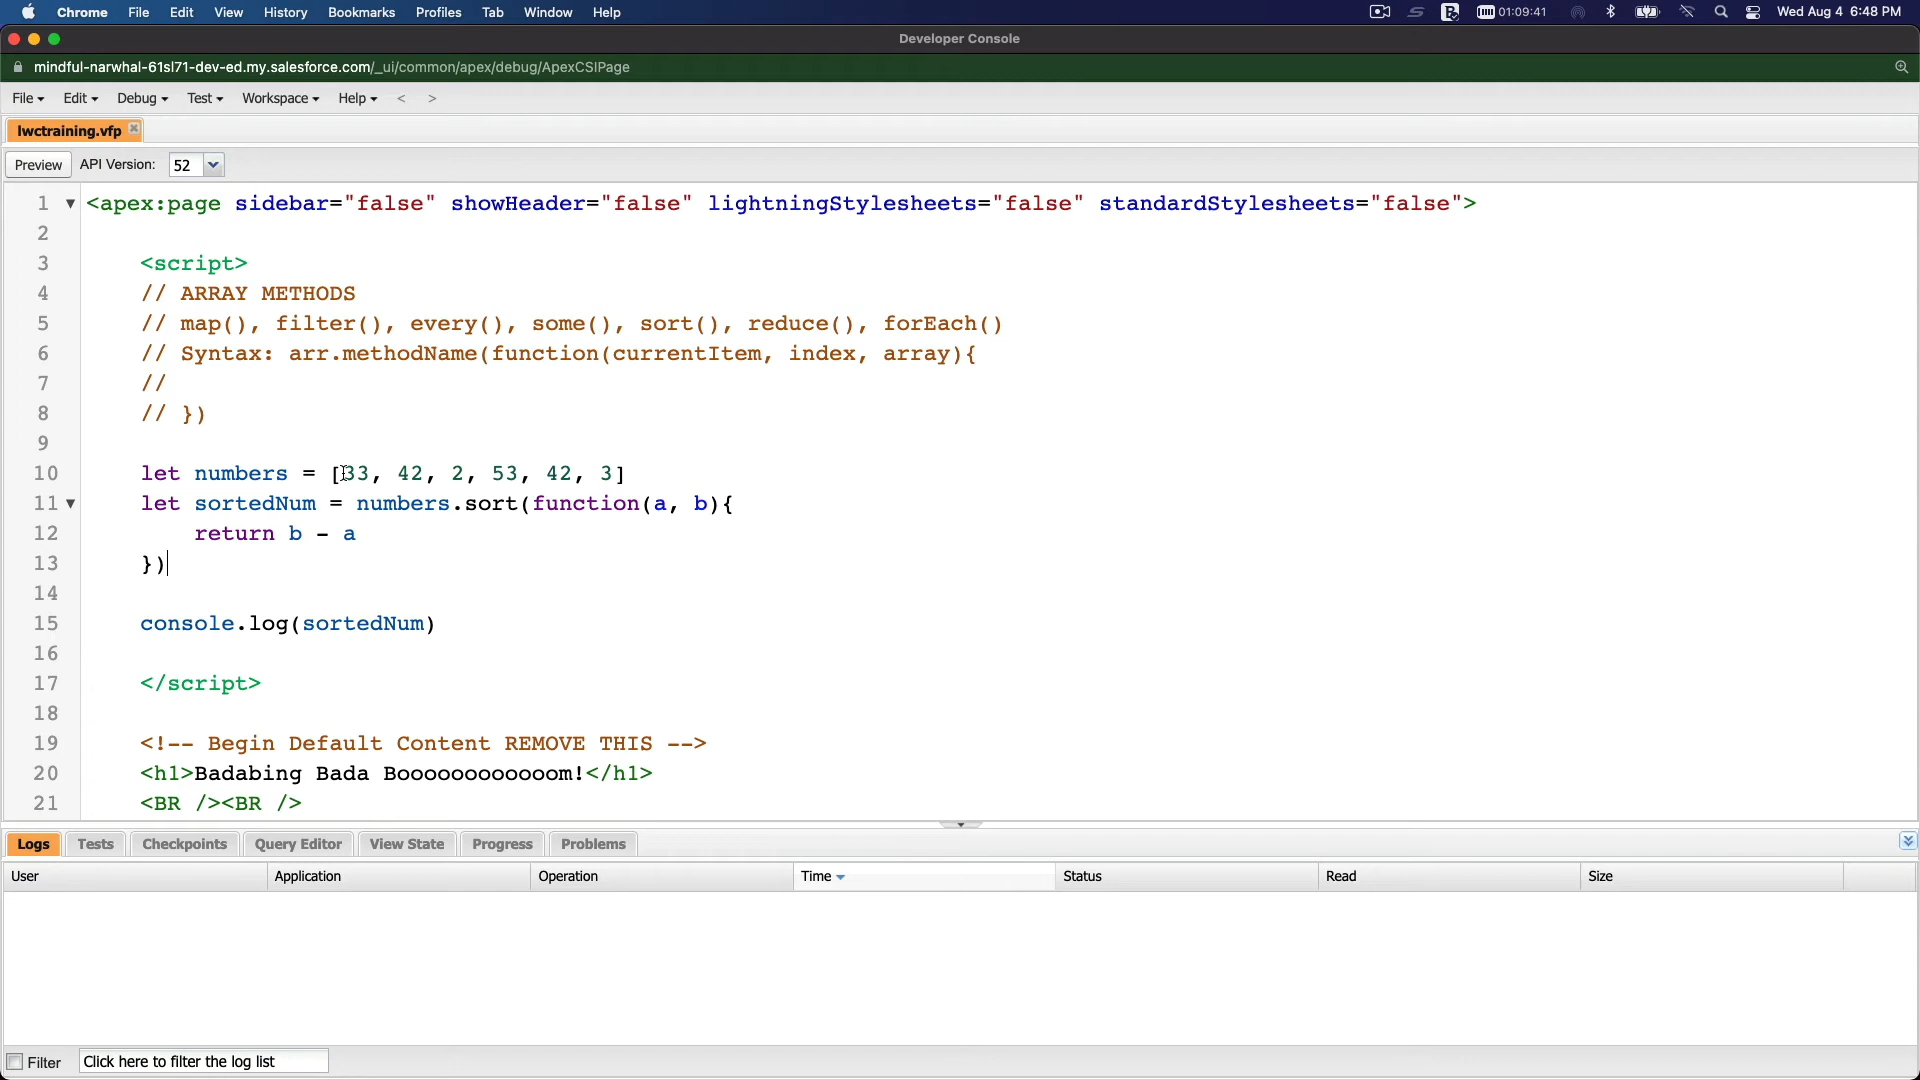 Chrome File Edit View History Bookmarks Profiles Tab Window Help 01:09:41 Wed Aug 4 6:48 PM
Developer Console
mindful-narwhal-61sl71-dev-ed.my.salesforce.com/_ui/common/apex/debug/ApexCSIPage
File Edit Debug Test Workspace Help < >
lwctraining.vfp
Preview API Version: 52
1 <apex:page sidebar="false" showHeader="false" lightningStylesheets="false" standardStylesheets="false">
2
3 <script>
4 // ARRAY METHODS
5 // map(), filter(), every(), some(), sort(), reduce(), forEach()
6 // Syntax: arr.methodName(function(currentItem, index, array){
7 //
8 // })
9
10 let numbers = [33, 42, 2, 53, 42, 3]
11 let sortedNum = numbers.sort(function(a, b){
12 return b - a
13 })
14
15 console.log(sortedNum)
16
17 </script>
18
19 <!-- Begin Default Content REMOVE THIS -->
20 <h1>Badabing Bada Boooooooooooom!</h1>
21 <BR /><BR />
Logs Tests Checkpoints Query Editor View State Progress Problems
User Application Operation Time Status Read Size
Filter Click here to filter the log list